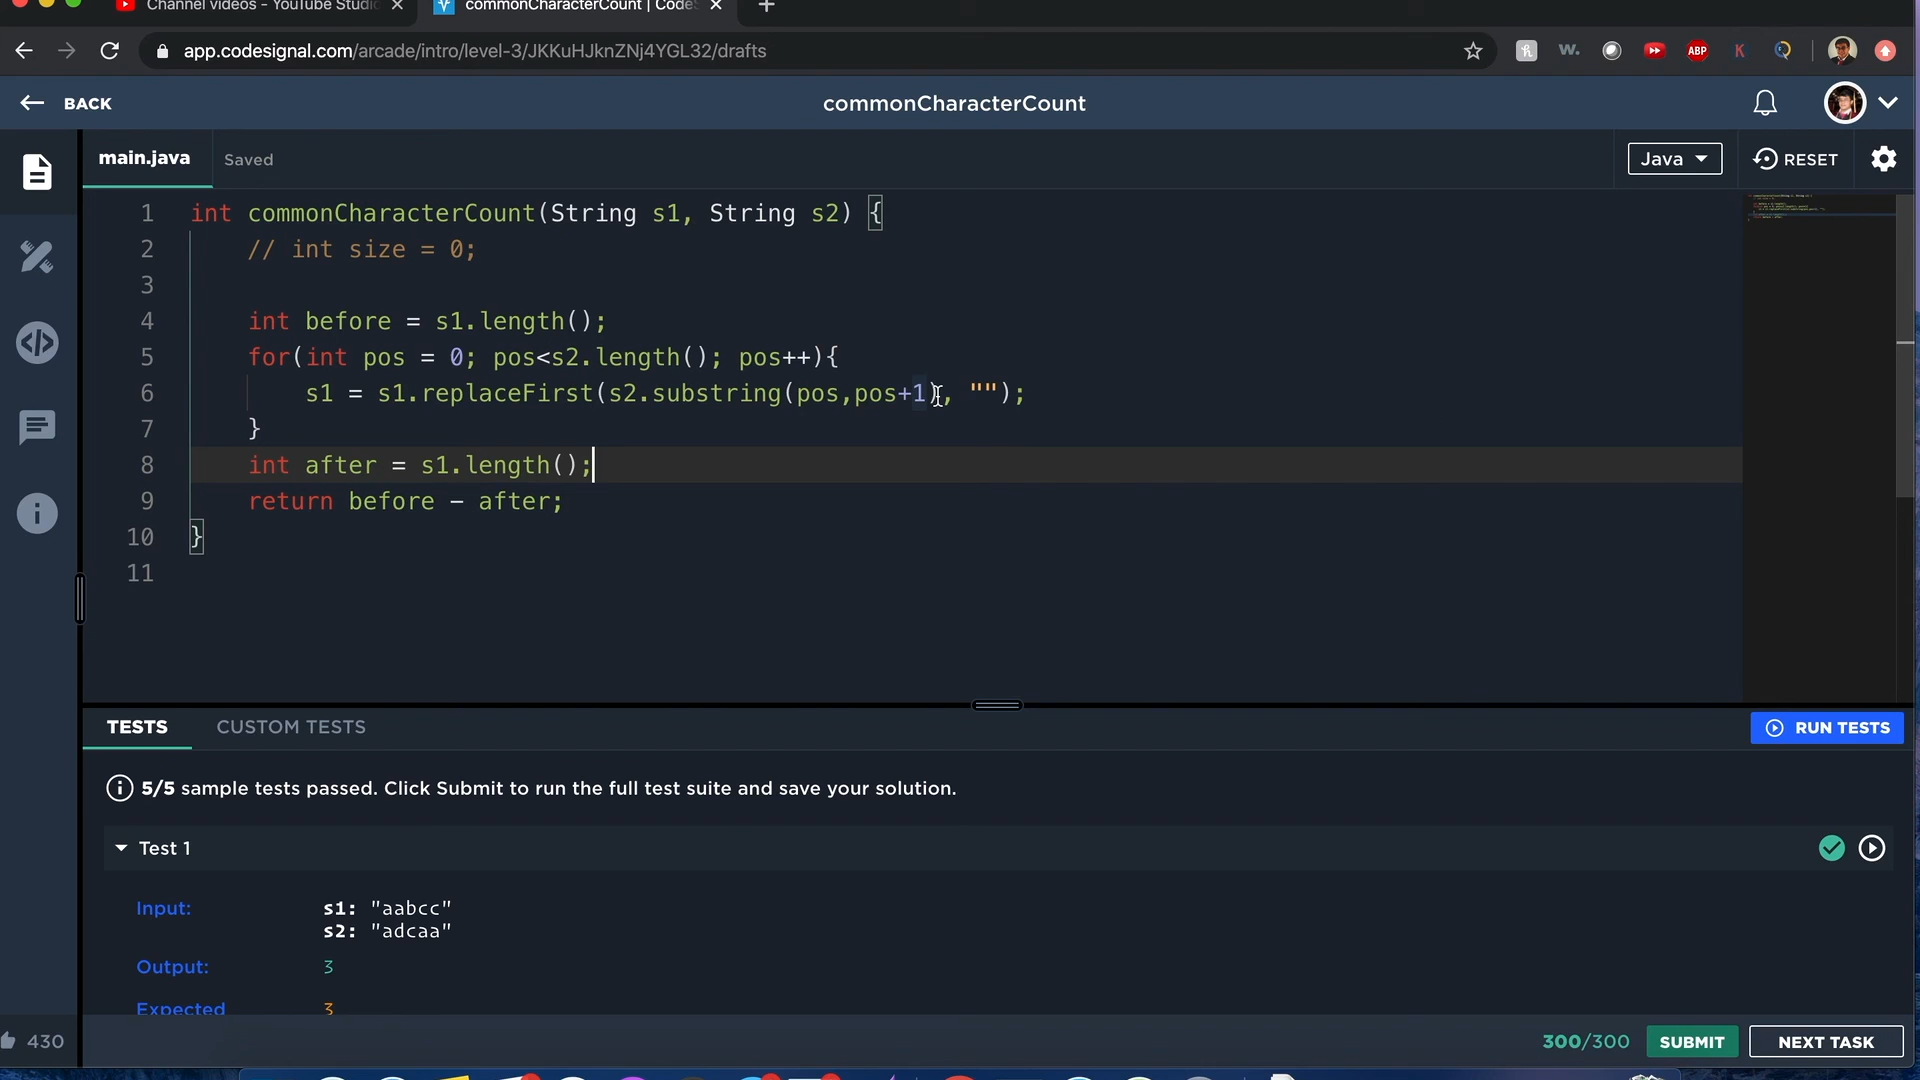 Channel videos - YouTube Studio
commonCharacterCount | CodeS
app.codesignal.com/arcade/intro/level-3/JKKuHJknZNj4YGL32/drafts
ABP
K
BACK
commonCharacterCount
main.java
Saved
Java
RESET
1 int commonCharacterCount(String s1, String s2) {
2 // int size = 0;
3
4 int before = s1.length();
5 for(int pos = 0; pos<s2.length(); pos++){
6 s1 = s1.replaceFirst(s2.substring(pos,pos+1), "");
7 }
8 int after = s1.length();
9 return before - after;
10 }
11
TESTS
CUSTOM TESTS
RUN TESTS
5/5 sample tests passed. Click Submit to run the full test suite and save your solution.
Test 1
Input:
s1: "aabcc"
s2: "adcaa"
Output:
3
Expected
3
430
300/300
SUBMIT
NEXT TASK